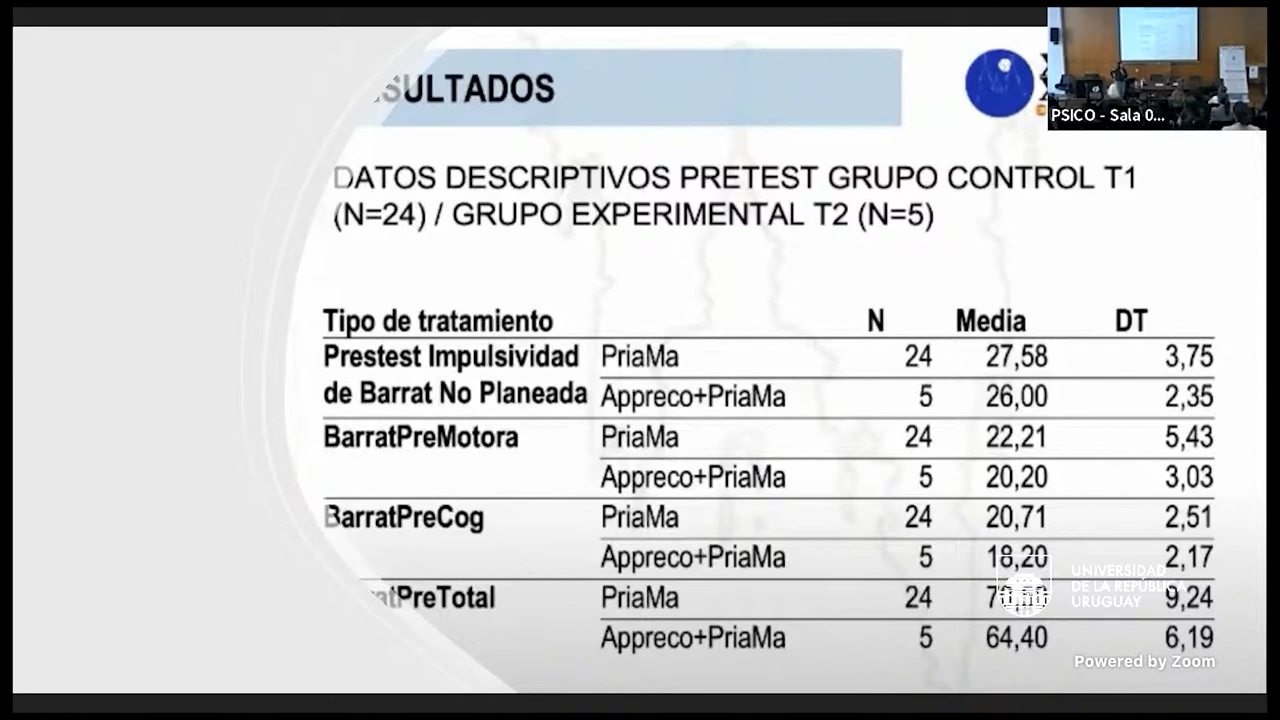 SULTADOS
PSICO - Sala 0...
DATOS DESCRIPTIVOS PRETEST GRUPO CONTROL T1
(N=24) / GRUPO EXPERIMENTAL T2 (N=5)
Tipo de tratamiento N Media DT
Prestest Impulsividad PriaMa 24 27,58 3,75
de Barrat No Planeada Appreco+PriaMa 5 26,00 2,35
BarratPreMotora PriaMa 24 22,21 5,43
Appreco+PriaMa 5 20,20 3,03
BarratPreCog PriaMa 24 20,71 2,51
Appreco+PriaMa 5 18,20 2,17
atPreTotal PriaMa 24 9,24
Appreco+PriaMa 5 64,40 6,19
UNIVERSIDAD
DE LA REPÚBLICA
URUGUAY
Powered by Zoom